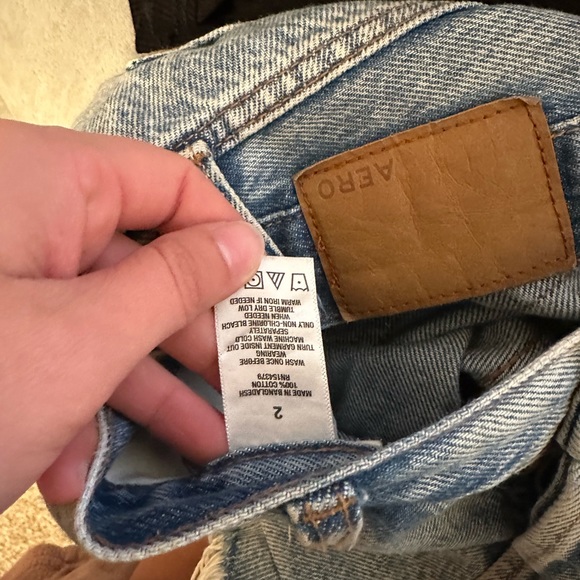 AERO
2
MADE IN BANGLADESH
100% COTTON
RN154379
WASH ONCE BEFORE
WEARING
TURN GARMENT INSIDE OUT
MACHINE WASH COLD
SEPARATELY
ONLY NON-CHLORINE BLEACH
WHEN NEEDED
TUMBLE DRY LOW
WARM IRON IF NEEDED